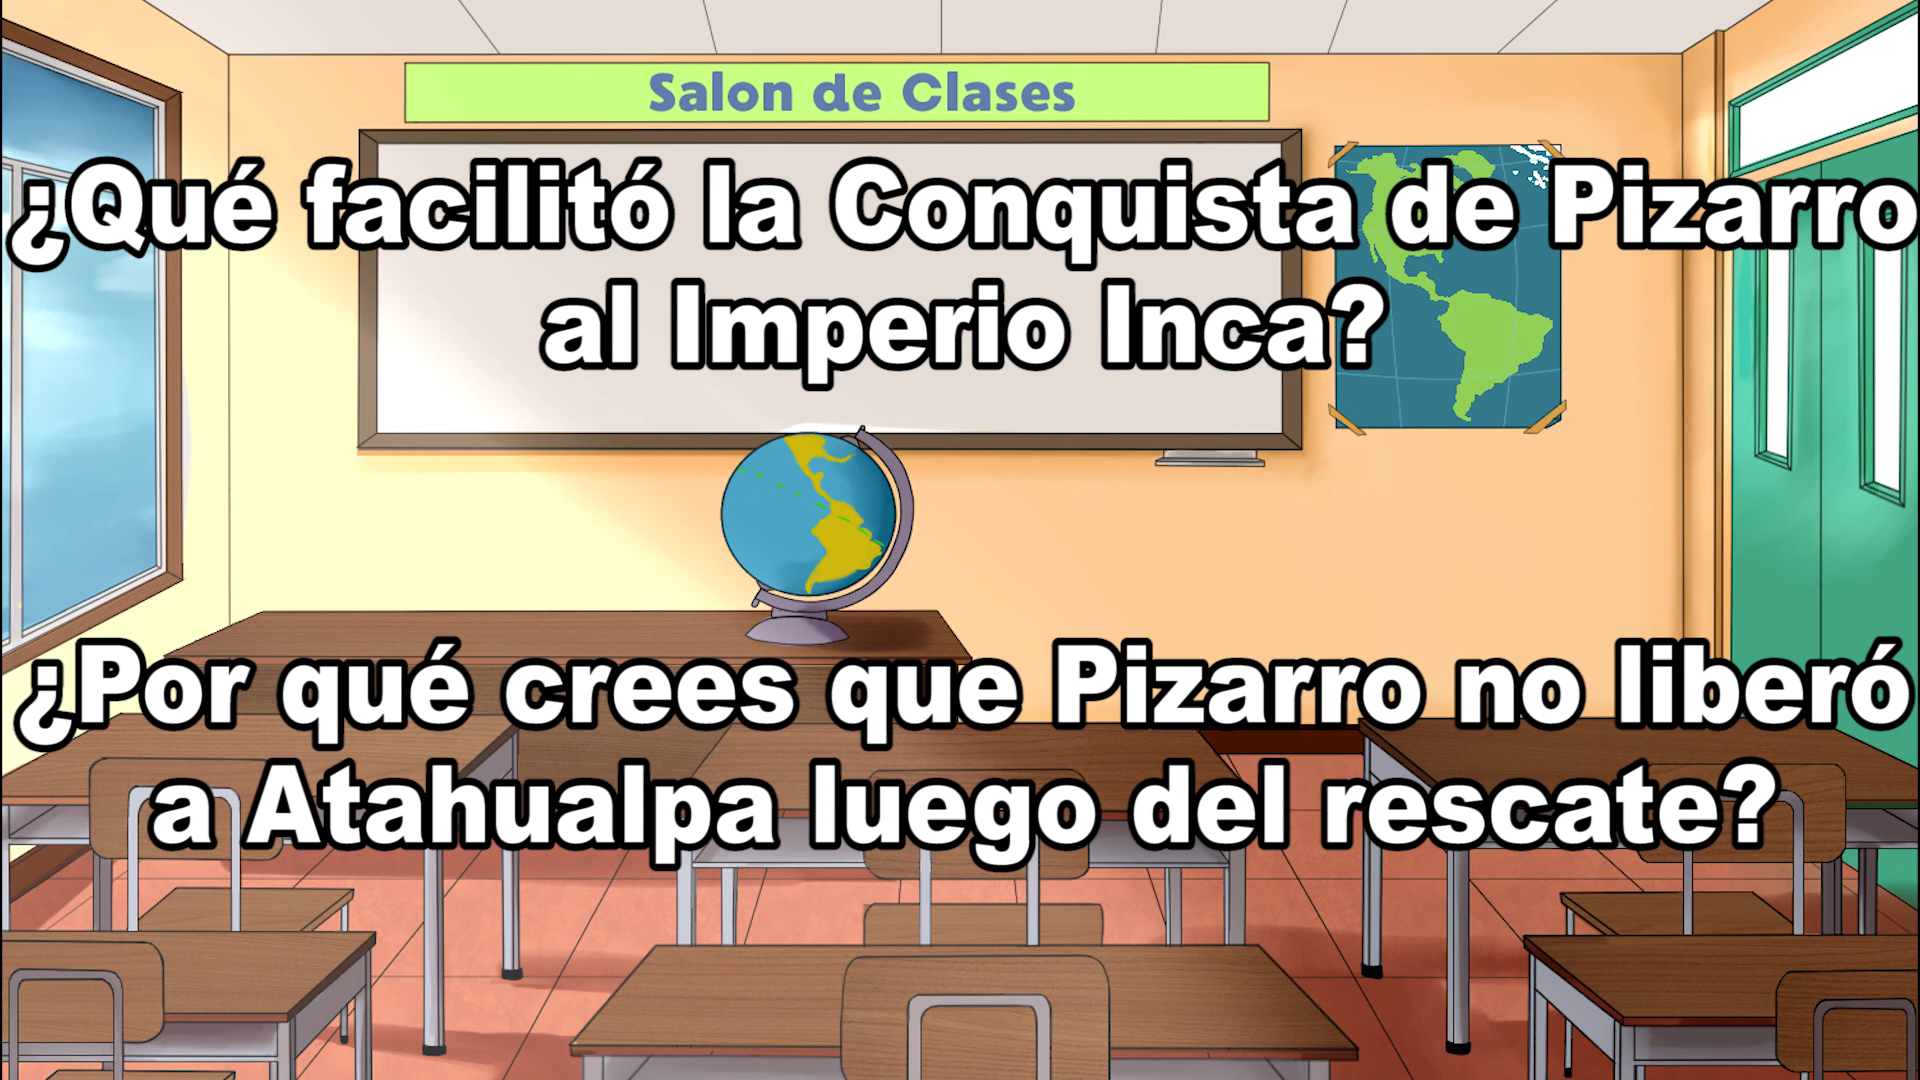 Salon de Clases
¿Qué facilitó la Conquista de Pizarro
al Imperio Inca?
¿Por qué crees que Pizarro no liberó
a Atahualpa luego del rescate?